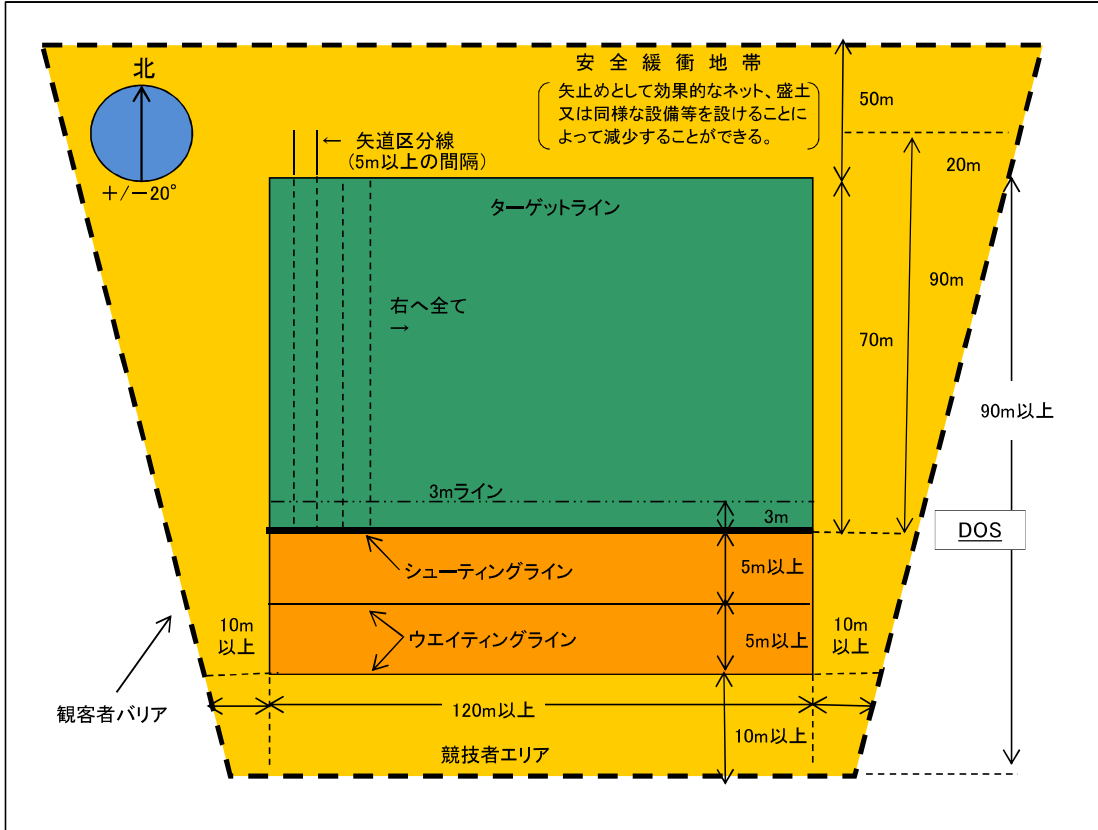 北
+/-20°
安全緩衝地帯
矢止めとして効果的なネット、盛土
又は同様な設備等を設けることに
よって減少することができる。
50m
20m
← 矢道区分線
(5m以上の間隔)
ターゲットライン
90m
右へ全て
→
70m
90m以上
3mライン
3m
DOS
シューティングライン
5m以上
10m
以上
ウエイティングライン
5m以上
10m
以上
観客者バリア
120m以上
10m以上
競技者エリア